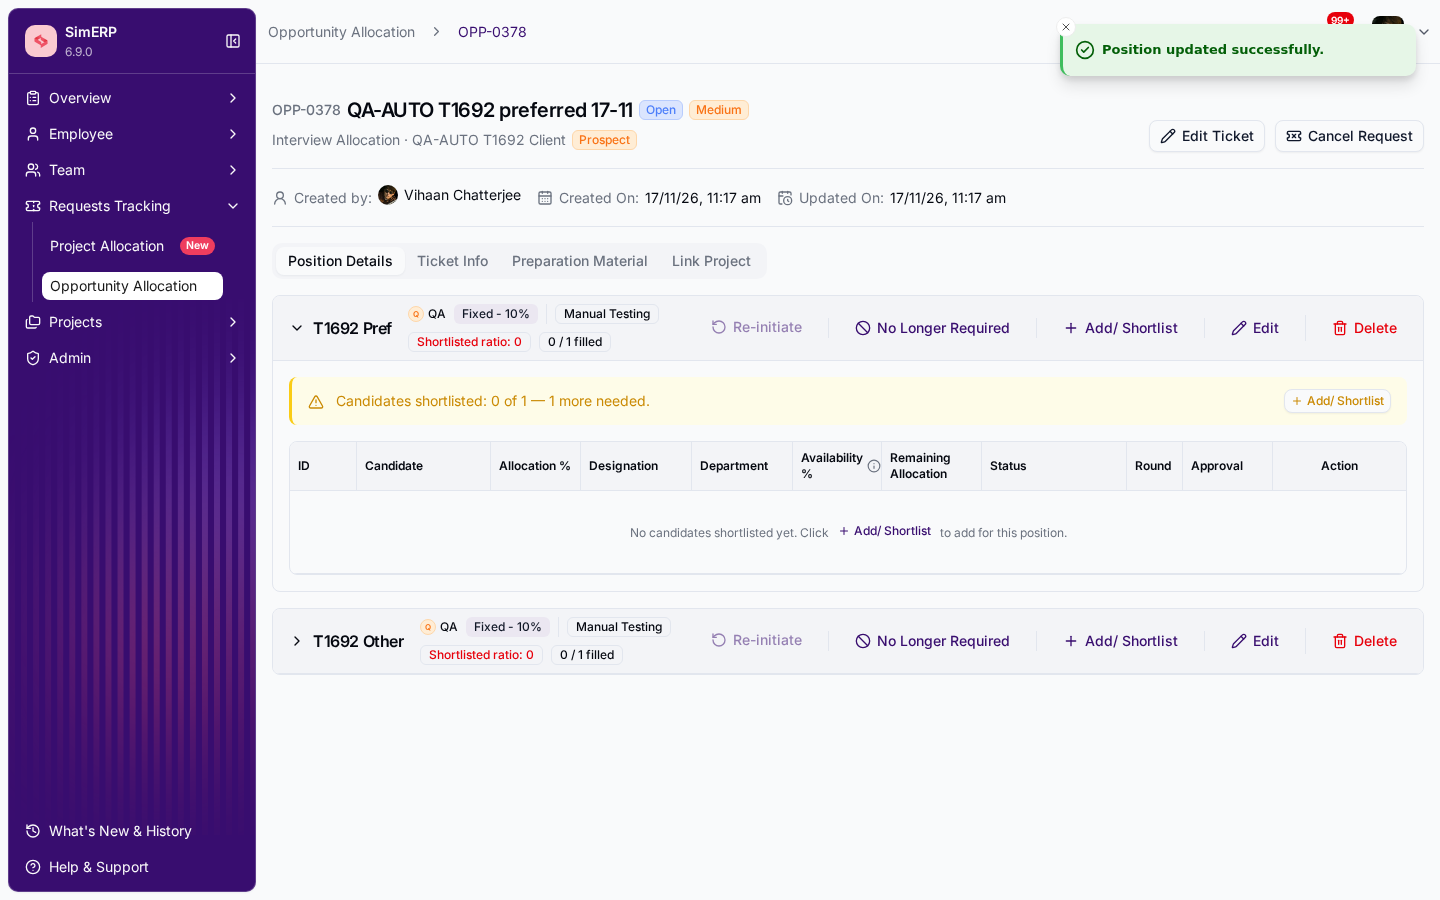 SimERP
6.9.0
Overview
Employee
Team
Requests Tracking
Project Allocation New
Opportunity Allocation
Projects
Admin
What's New & History
Help & Support
Opportunity Allocation OPP-0378
99+
Position updated successfully.
OPP-0378 QA-AUTO T1692 preferred 17-11 Open Medium
Interview Allocation · QA-AUTO T1692 Client Prospect
Edit Ticket Cancel Request
Created by: Vihaan Chatterjee Created On: 17/11/26, 11:17 am Updated On: 17/11/26, 11:17 am
Position Details Ticket Info Preparation Material Link Project
T1692 Pref Q QA Fixed - 10% Manual Testing
Shortlisted ratio: 0 0 / 1 filled
Re-initiate No Longer Required Add/ Shortlist Edit Delete
Candidates shortlisted: 0 of 1 — 1 more needed. Add/ Shortlist
ID Candidate Allocation % Designation Department Availability % Remaining Allocation Status Round Approval Action
No candidates shortlisted yet. Click Add/ Shortlist to add for this position.
T1692 Other Q QA Fixed - 10% Manual Testing
Shortlisted ratio: 0 0 / 1 filled
Re-initiate No Longer Required Add/ Shortlist Edit Delete